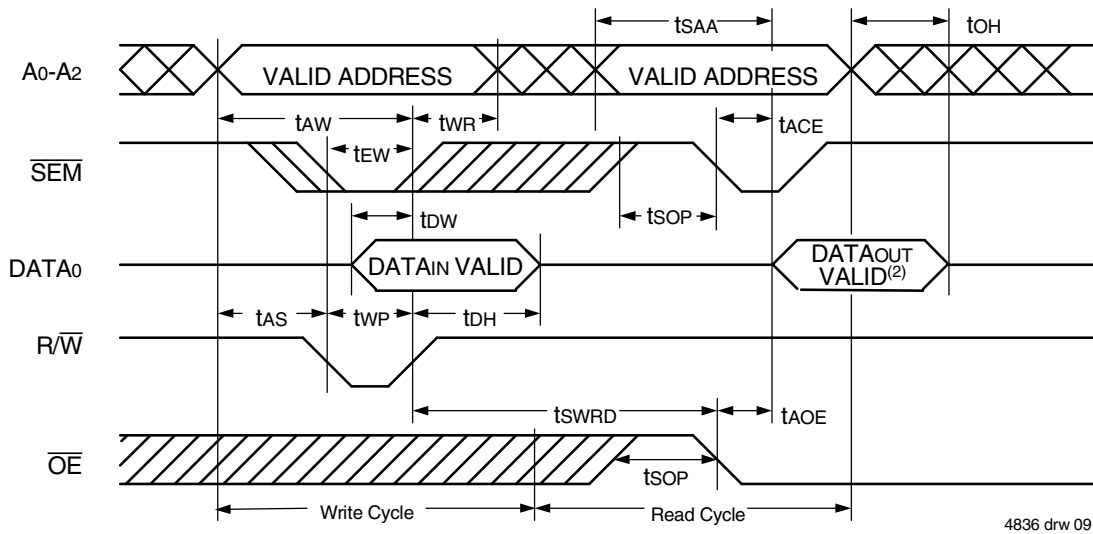 tSAA
tOH
A0-A2
VALID ADDRESS
VALID ADDRESS
tAW
tWR
tACE
tEW
SEM
tSOP
tDW
DATA0
DATAIN VALID
DATAOUT
VALID(2)
tAS
tWP
tDH
R/W
tSWRD
tAOE
OE
tSOP
Write Cycle
Read Cycle
4836 drw 09